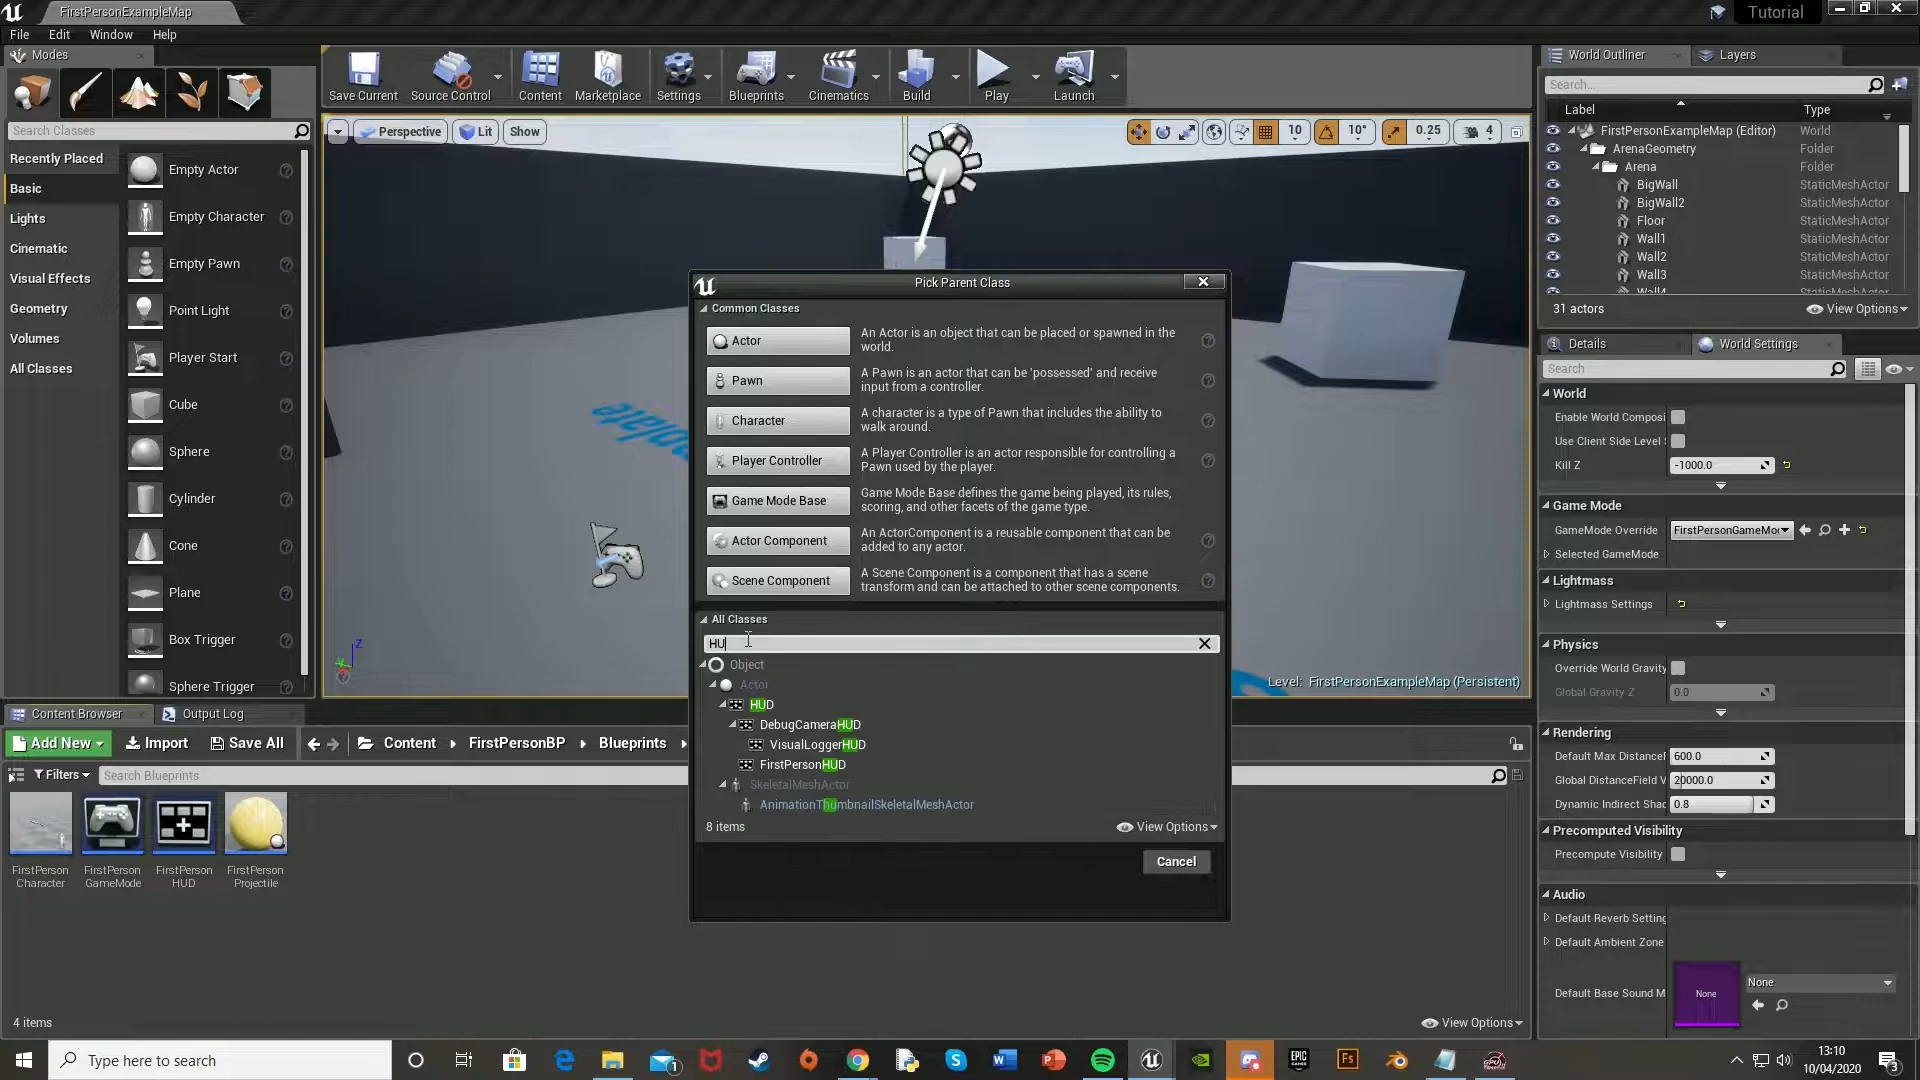 FirstPersonExampleMap
Tutorial
File Edit Window Help
Modes
Search Classes
Recently Placed
Basic
Lights
Cinematic
Visual Effects
Geometry
Volumes
All Classes
Empty Actor
Empty Character
Empty Pawn
Point Light
Player Start
Cube
Sphere
Cylinder
Cone
Plane
Box Trigger
Sphere Trigger
Save Current
Source Control
Content
Marketplace
Settings
Blueprints
Cinematics
Build
Play
Launch
Perspective
Lit
Show
10
10°
0.25
4
Level: FirstPersonExampleMap (Persistent)
Pick Parent Class
Common Classes
Actor
An Actor is an object that can be placed or spawned in the
world.
Pawn
A Pawn is an actor that can be 'possessed' and receive
input from a controller.
Character
A character is a type of Pawn that includes the ability to
walk around.
Player Controller
A Player Controller is an actor responsible for controlling a
Pawn used by the player.
Game Mode Base
Game Mode Base defines the game being played, its rules,
scoring, and other facets of the game type.
Actor Component
An ActorComponent is a reusable component that can be
added to any actor.
Scene Component
A Scene Component is a component that has a scene
transform and can be attached to other scene components.
All Classes
HU
Object
Actor
HUD
DebugCameraHUD
VisualLoggerHUD
FirstPersonHUD
SkeletalMeshActor
AnimationThumbnailSkeletalMeshActor
8 items
View Options
Cancel
World Outliner
Layers
Search...
Label Type
FirstPersonExampleMap (Editor) World
ArenaGeometry Folder
Arena Folder
BigWall StaticMeshActor
BigWall2 StaticMeshActor
Floor StaticMeshActor
Wall1 StaticMeshActor
Wall2 StaticMeshActor
Wall3 StaticMeshActor
31 actors
View Options
Details
World Settings
Search
World
Enable World Composi
Use Client Side Level
Kill Z -1000.0
Game Mode
GameMode Override FirstPersonGameMo
Selected GameMode
Lightmass
Lightmass Settings
Physics
Override World Gravity
Global Gravity Z 0.0
Rendering
Default Max Distance 600.0
Global DistanceField V 20000.0
Dynamic Indirect Shac 0.8
Precomputed Visibility
Precompute Visibility
Audio
Default Reverb Setting
Default Ambient Zone
Default Base Sound M
None
None
Content Browser
Output Log
Add New
Import
Save All
Content
FirstPersonBP
Blueprints
Filters
Search Blueprints
FirstPerson
Character
FirstPerson
GameMode
FirstPerson
HUD
FirstPerson
Projectile
4 items
View Options
Type here to search
1
EPIC
GAMES
Fs
13:10
10/04/2020
3